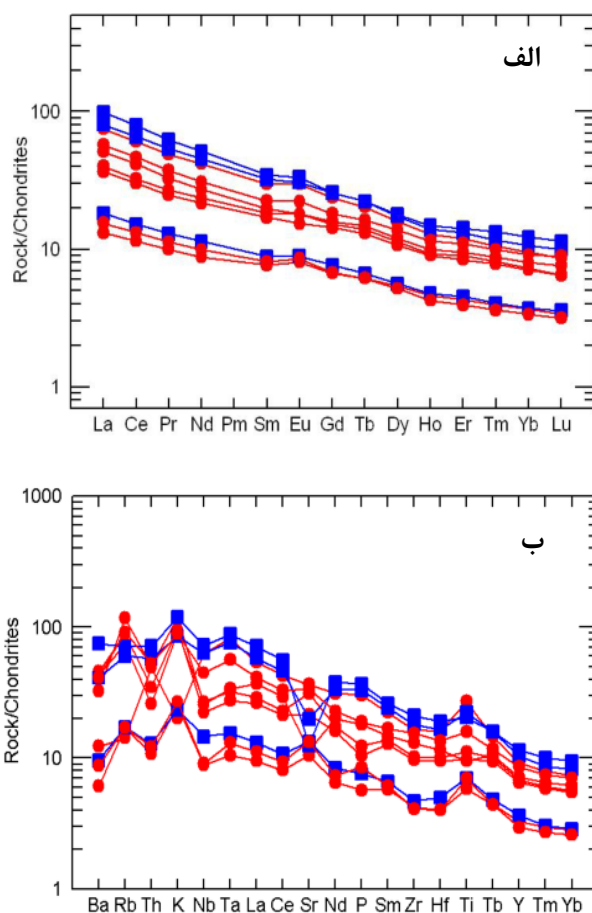 الف
100
10
1
Rock/Chondrites
La Ce Pr Nd Pm Sm Eu Gd Tb Dy Ho Er Tm Yb Lu
ب
1000
100
10
1
Rock/Chondrites
Ba Rb Th K Nb Ta La Ce Sr Nd P Sm Zr Hf Ti Tb Y Tm Yb